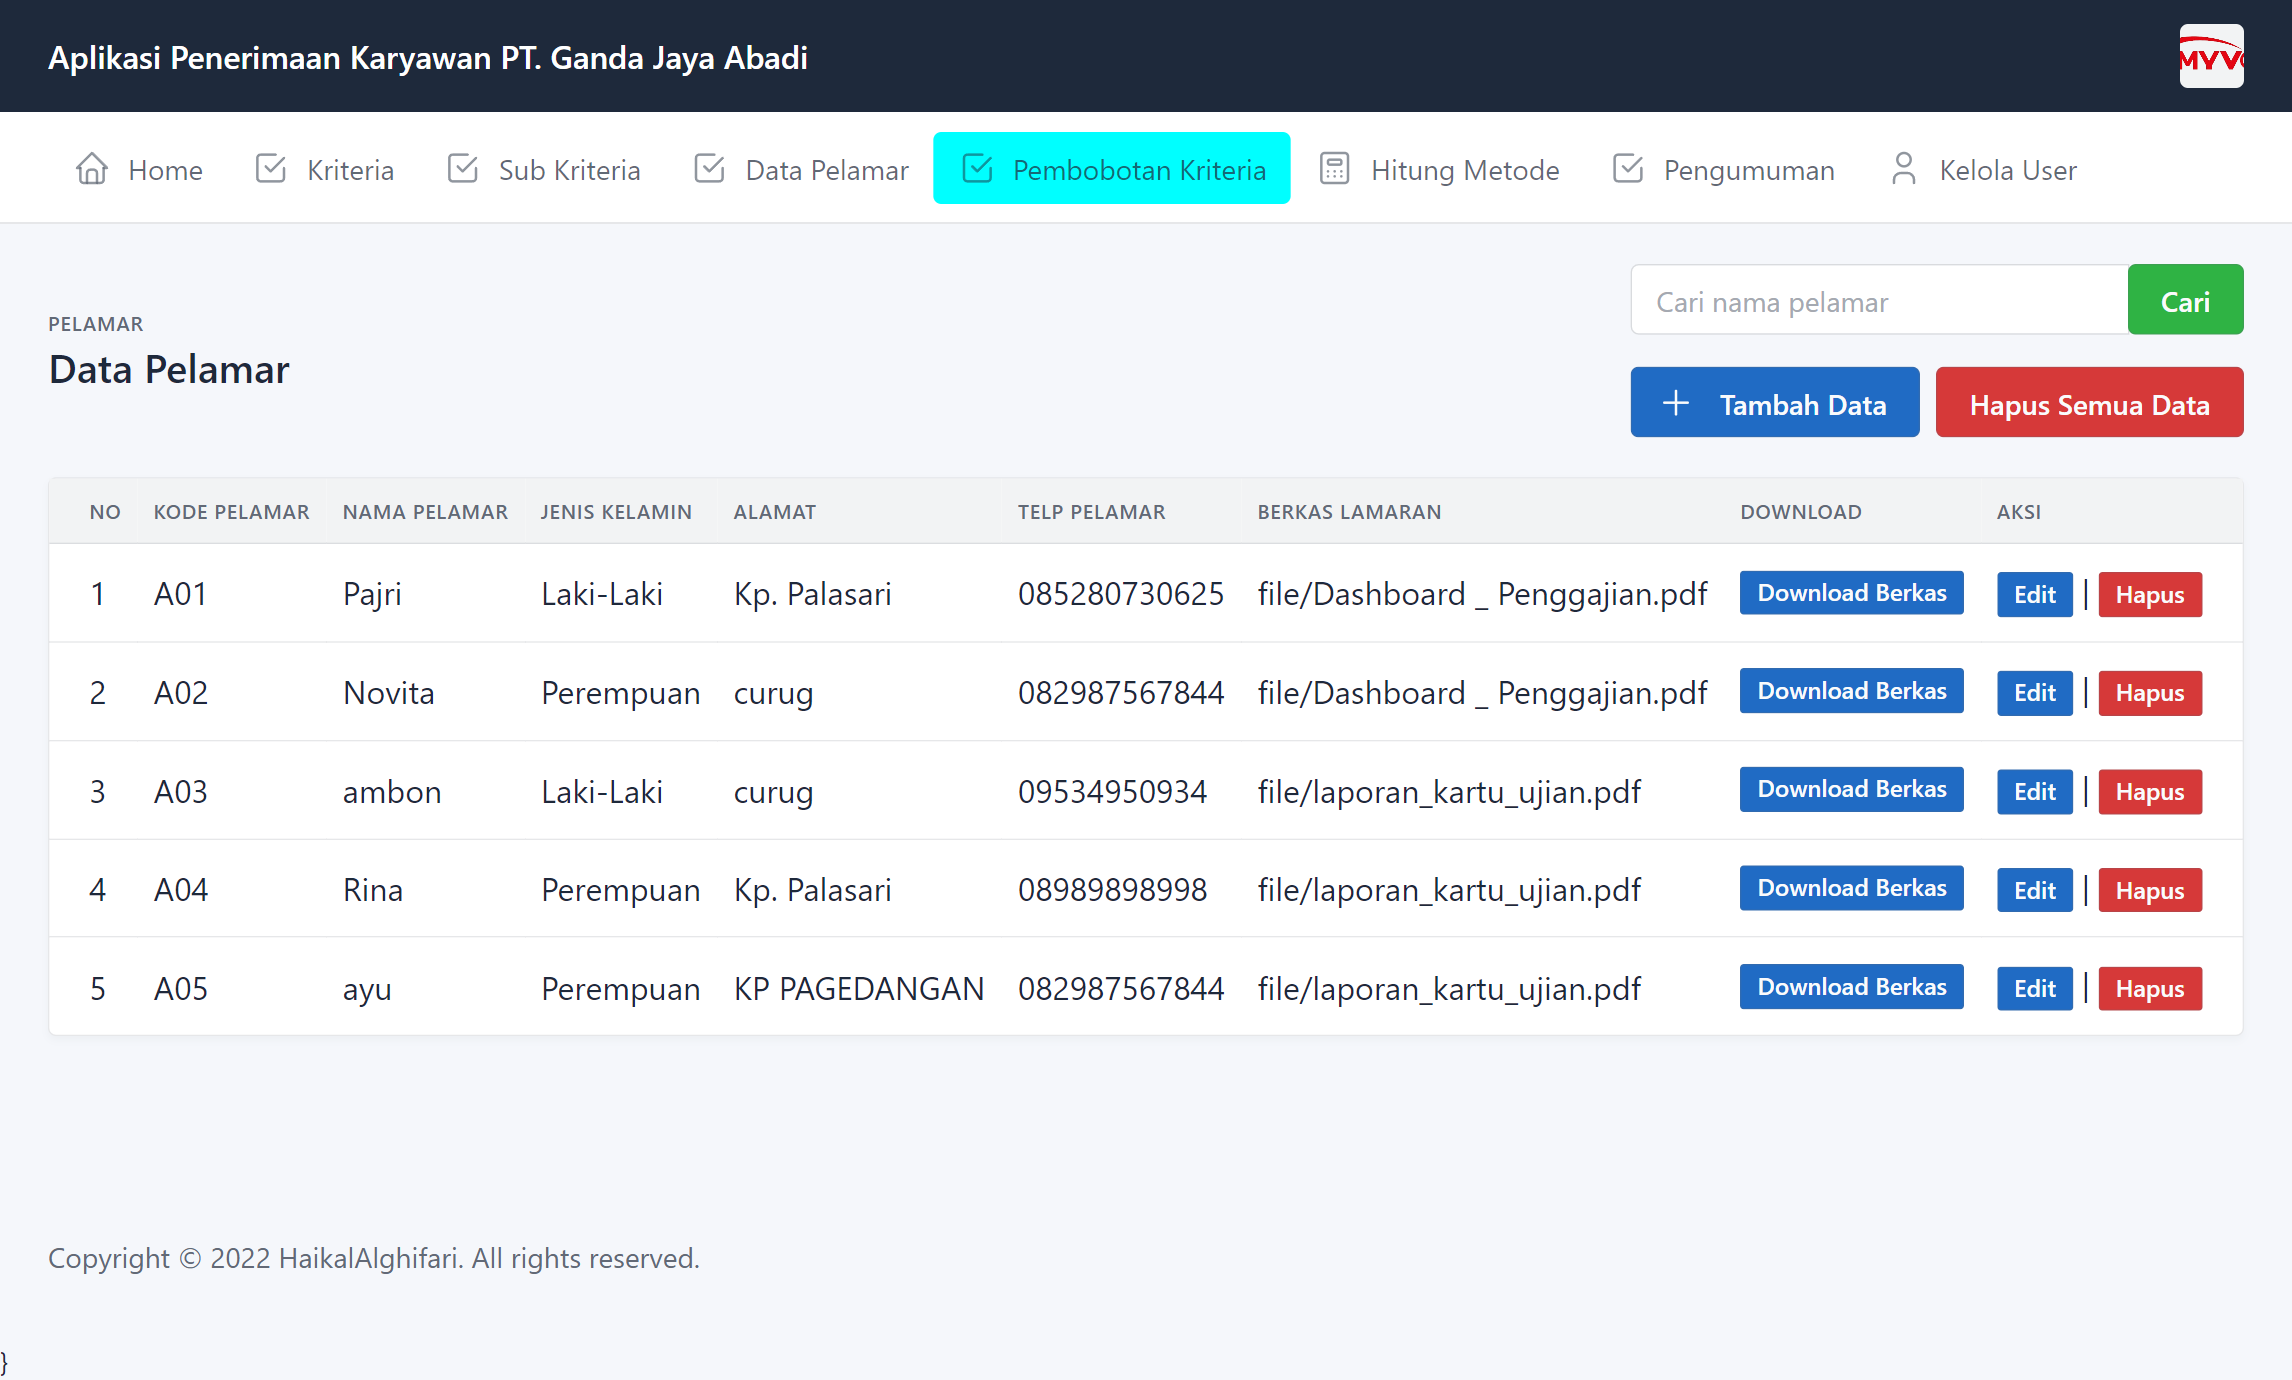 Aplikasi Penerimaan Karyawan PT. Ganda Jaya Abadi
MYV
Home Kriteria Sub Kriteria Data Pelamar Pembobotan Kriteria Hitung Metode Pengumuman Kelola User
Cari nama pelamar Cari
PELAMAR
Data Pelamar
Tambah Data Hapus Semua Data
NO KODE PELAMAR NAMA PELAMAR JENIS KELAMIN ALAMAT TELP PELAMAR BERKAS LAMARAN DOWNLOAD AKSI
1 A01 Pajri Laki-Laki Kp. Palasari 085280730625 file/Dashboard _ Penggajian.pdf Download Berkas Edit | Hapus
2 A02 Novita Perempuan curug 082987567844 file/Dashboard _ Penggajian.pdf Download Berkas Edit | Hapus
3 A03 ambon Laki-Laki curug 09534950934 file/laporan_kartu_ujian.pdf Download Berkas Edit | Hapus
4 A04 Rina Perempuan Kp. Palasari 08989898998 file/laporan_kartu_ujian.pdf Download Berkas Edit | Hapus
5 A05 ayu Perempuan KP PAGEDANGAN 082987567844 file/laporan_kartu_ujian.pdf Download Berkas Edit | Hapus
Copyright © 2022 HaikalAlghifari. All rights reserved.
}